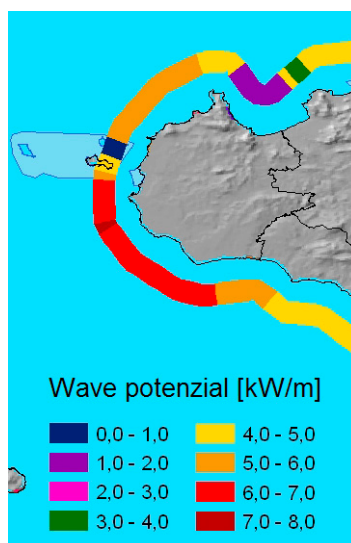 Wave potenzial [kW/m]
0,0 - 1,0
1,0 - 2,0
2,0 - 3,0
3,0 - 4,0
4,0 - 5,0
5,0 - 6,0
6,0 - 7,0
7,0 - 8,0